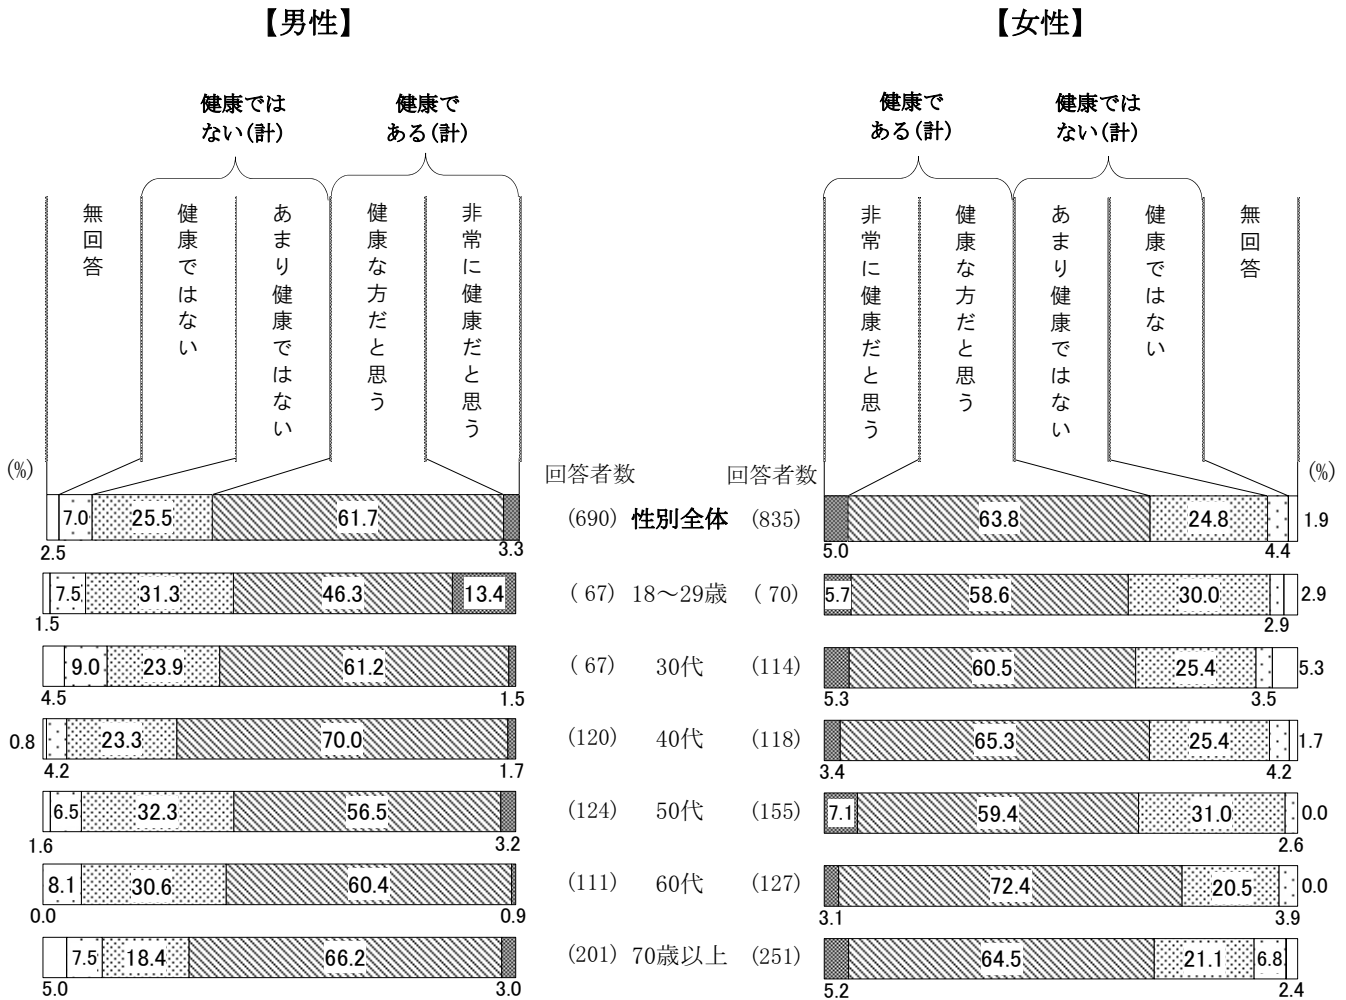 【男性】
【女性】
健康では
ない(計)
健康で
ある(計)
健康で
ある(計)
健康では
ない(計)
無回答
健康ではない
あまり健康ではない
健康な方だと思う
非常に健康だと思う
非常に健康だと思う
健康な方だと思う
あまり健康ではない
健康ではない
無回答
(%)
回答者数
回答者数
(%)
7.0 25.5 61.7 (690) 性別全体 (835) 63.8 24.8 1.9
2.5 3.3 5.0 4.4
7.5 31.3 46.3 13.4 ( 67) 18～29歳 ( 70) 5.7 58.6 30.0 2.9
1.5 2.9
9.0 23.9 61.2 ( 67) 30代 (114) 60.5 25.4 5.3
4.5 1.5 5.3 3.5
0.8 23.3 70.0 (120) 40代 (118) 65.3 25.4 1.7
4.2 1.7 3.4 4.2
6.5 32.3 56.5 (124) 50代 (155) 7.1 59.4 31.0 0.0
1.6 3.2 2.6
8.1 30.6 60.4 (111) 60代 (127) 72.4 20.5 0.0
0.0 0.9 3.1 3.9
7.5 18.4 66.2 (201) 70歳以上 (251) 64.5 21.1 6.8
5.0 3.0 5.2 2.4